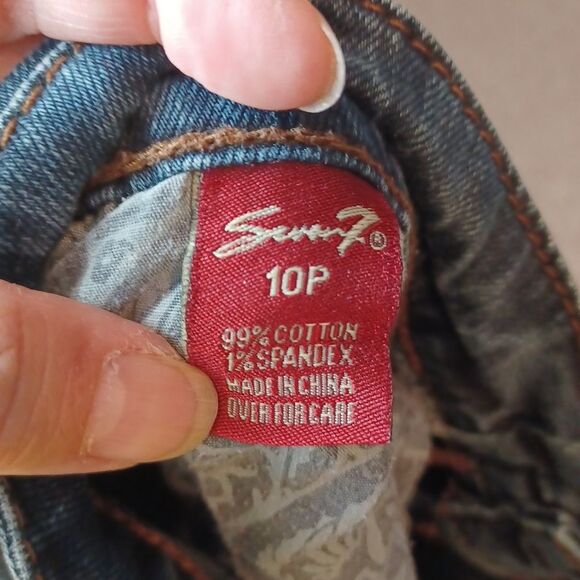 Seven7®
10P
99% COTTON
1% SPANDEX
MADE IN CHINA
OVER FOR CARE